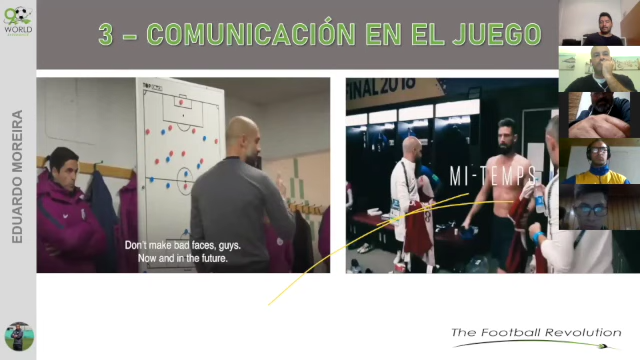 3 – COMUNICACIÓN EN EL JUEGO
WORLD
EDUARDO MOREIRA
Don't make bad faces, guys.
Now and in the future.
FINAL 2018
MI-TEMPS
The Football Revolution